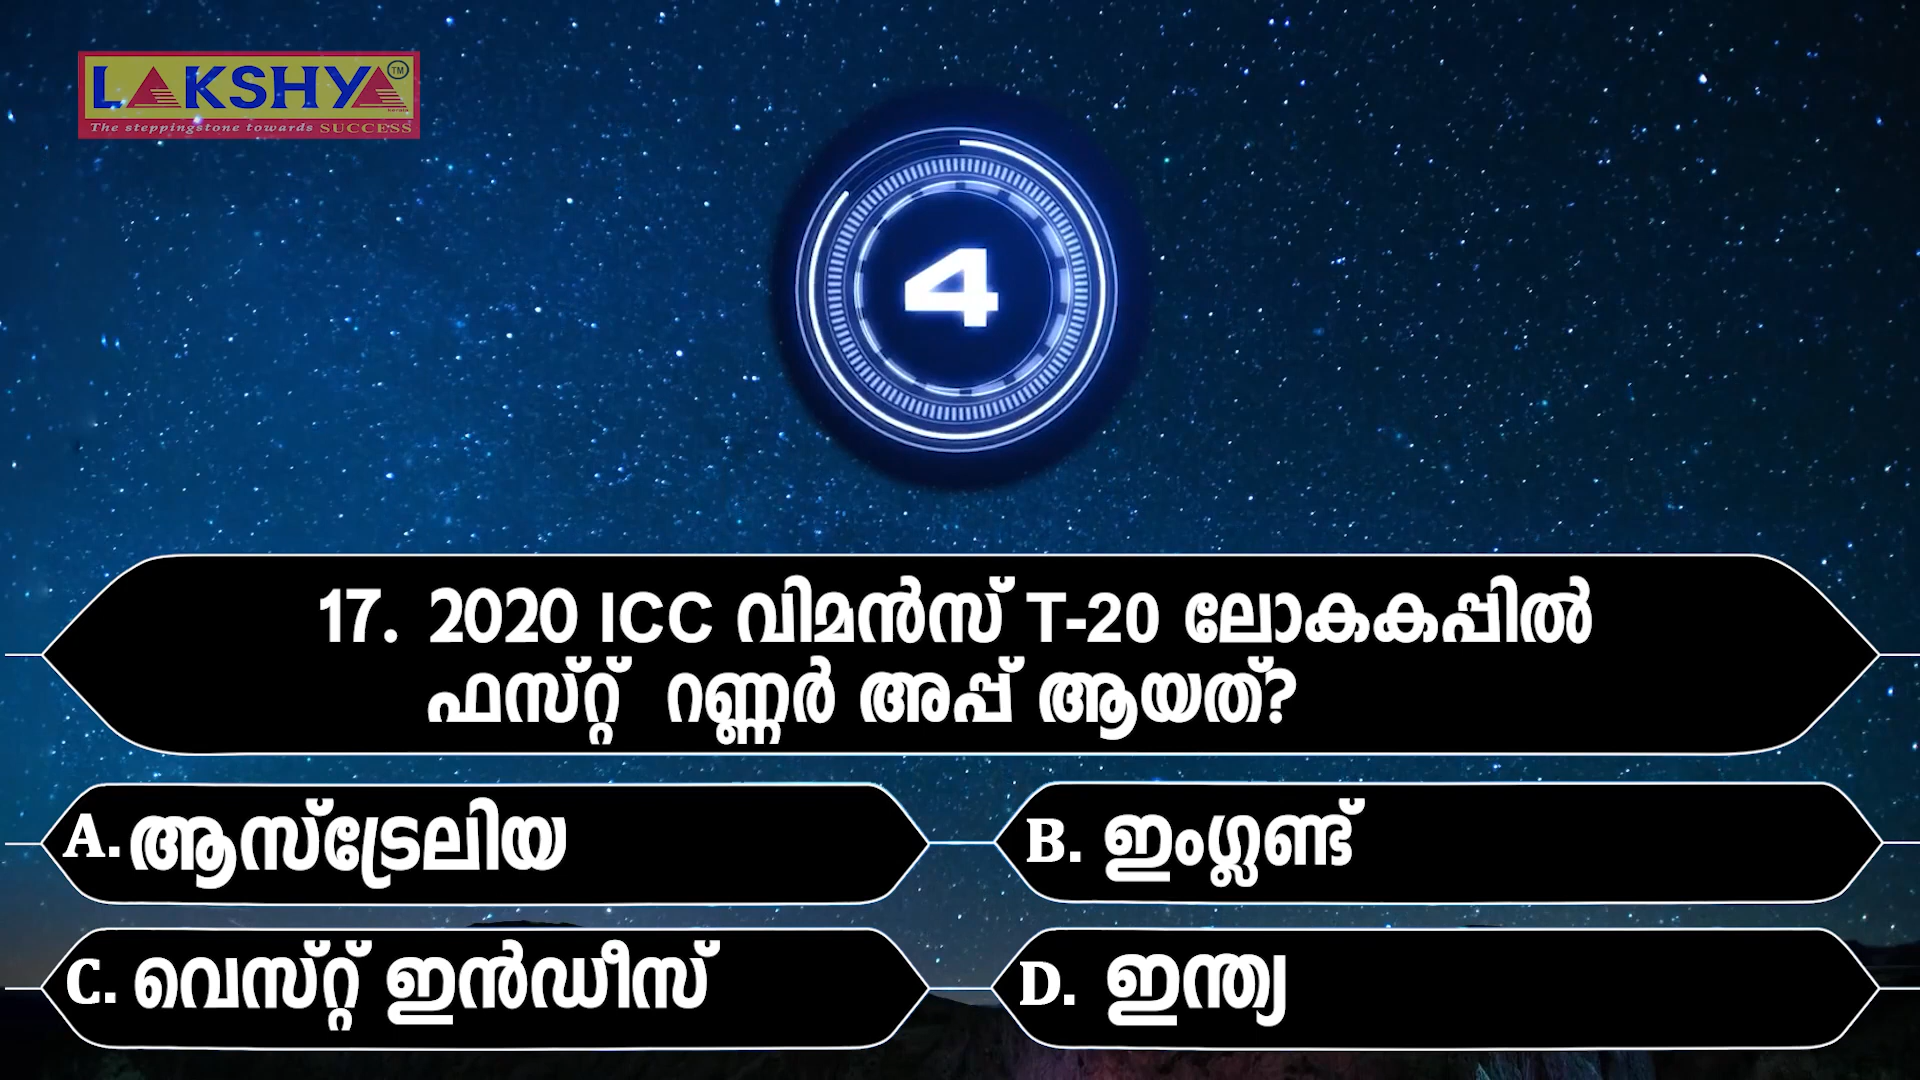 LAKSHYA TM
The steppingstone towards SUCCESS
4
17. 2020 ICC വിമൻസ് T-20 ലോകകപ്പിൽ
ഫസ്റ്റ് റണ്ണർ അപ്പ് ആയത്?
A. ആസ്ട്രേലിയ
B. ഇംഗ്ലണ്ട്
C. വെസ്റ്റ് ഇൻഡീസ്
D. ഇന്ത്യ